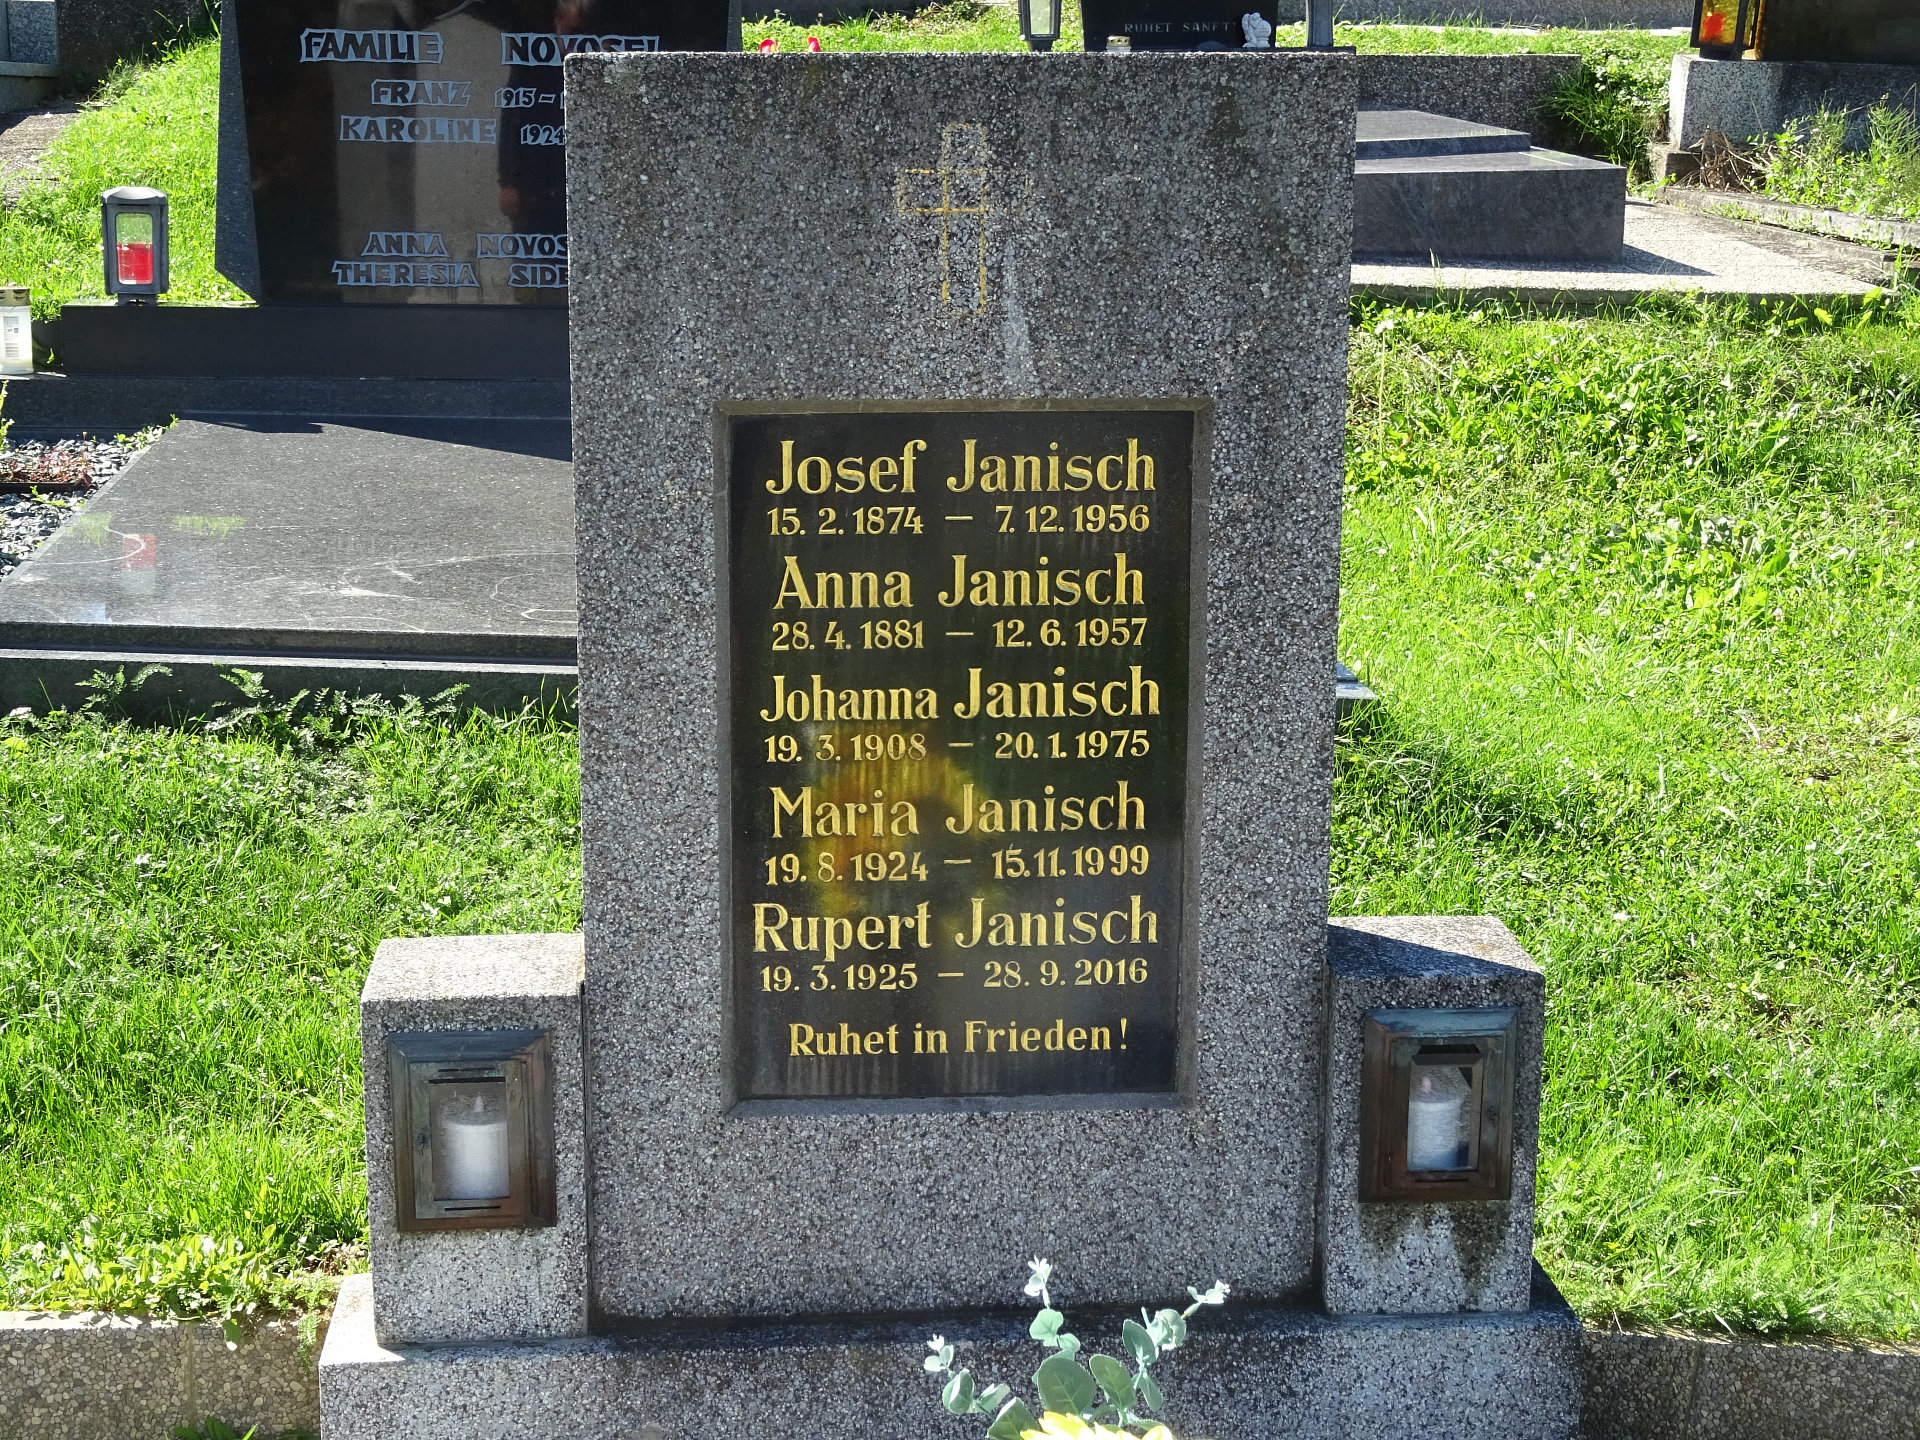 FAMILIE NOVOSEL
FRANZ 1915 –
KAROLINE 1924
ANNA
THERESIA
RUHET SANFT
Josef Janisch
15. 2. 1874 — 7. 12. 1956
Anna Janisch
28. 4. 1881 — 12. 6. 1957
Johanna Janisch
19. 3. 1908 — 20. 1. 1975
Maria Janisch
19. 8. 1924 — 15. 11. 1999
Rupert Janisch
19. 3. 1925 — 28. 9. 2016
Ruhet in Frieden!